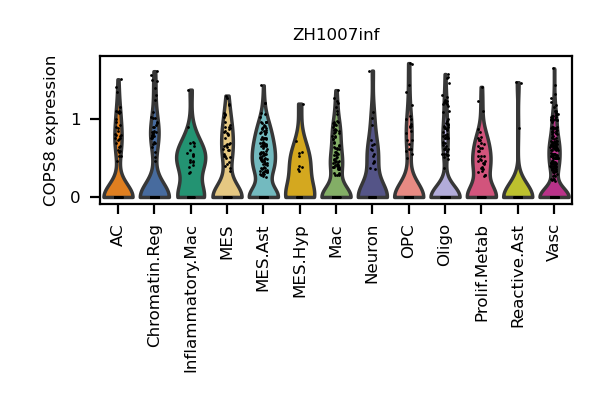 ZH1007inf
COPS8 expression
1
0
AC
Chromatin.Reg
Inflammatory.Mac
MES
MES.Ast
MES.Hyp
Mac
Neuron
OPC
Oligo
Prolif.Metab
Reactive.Ast
Vasc